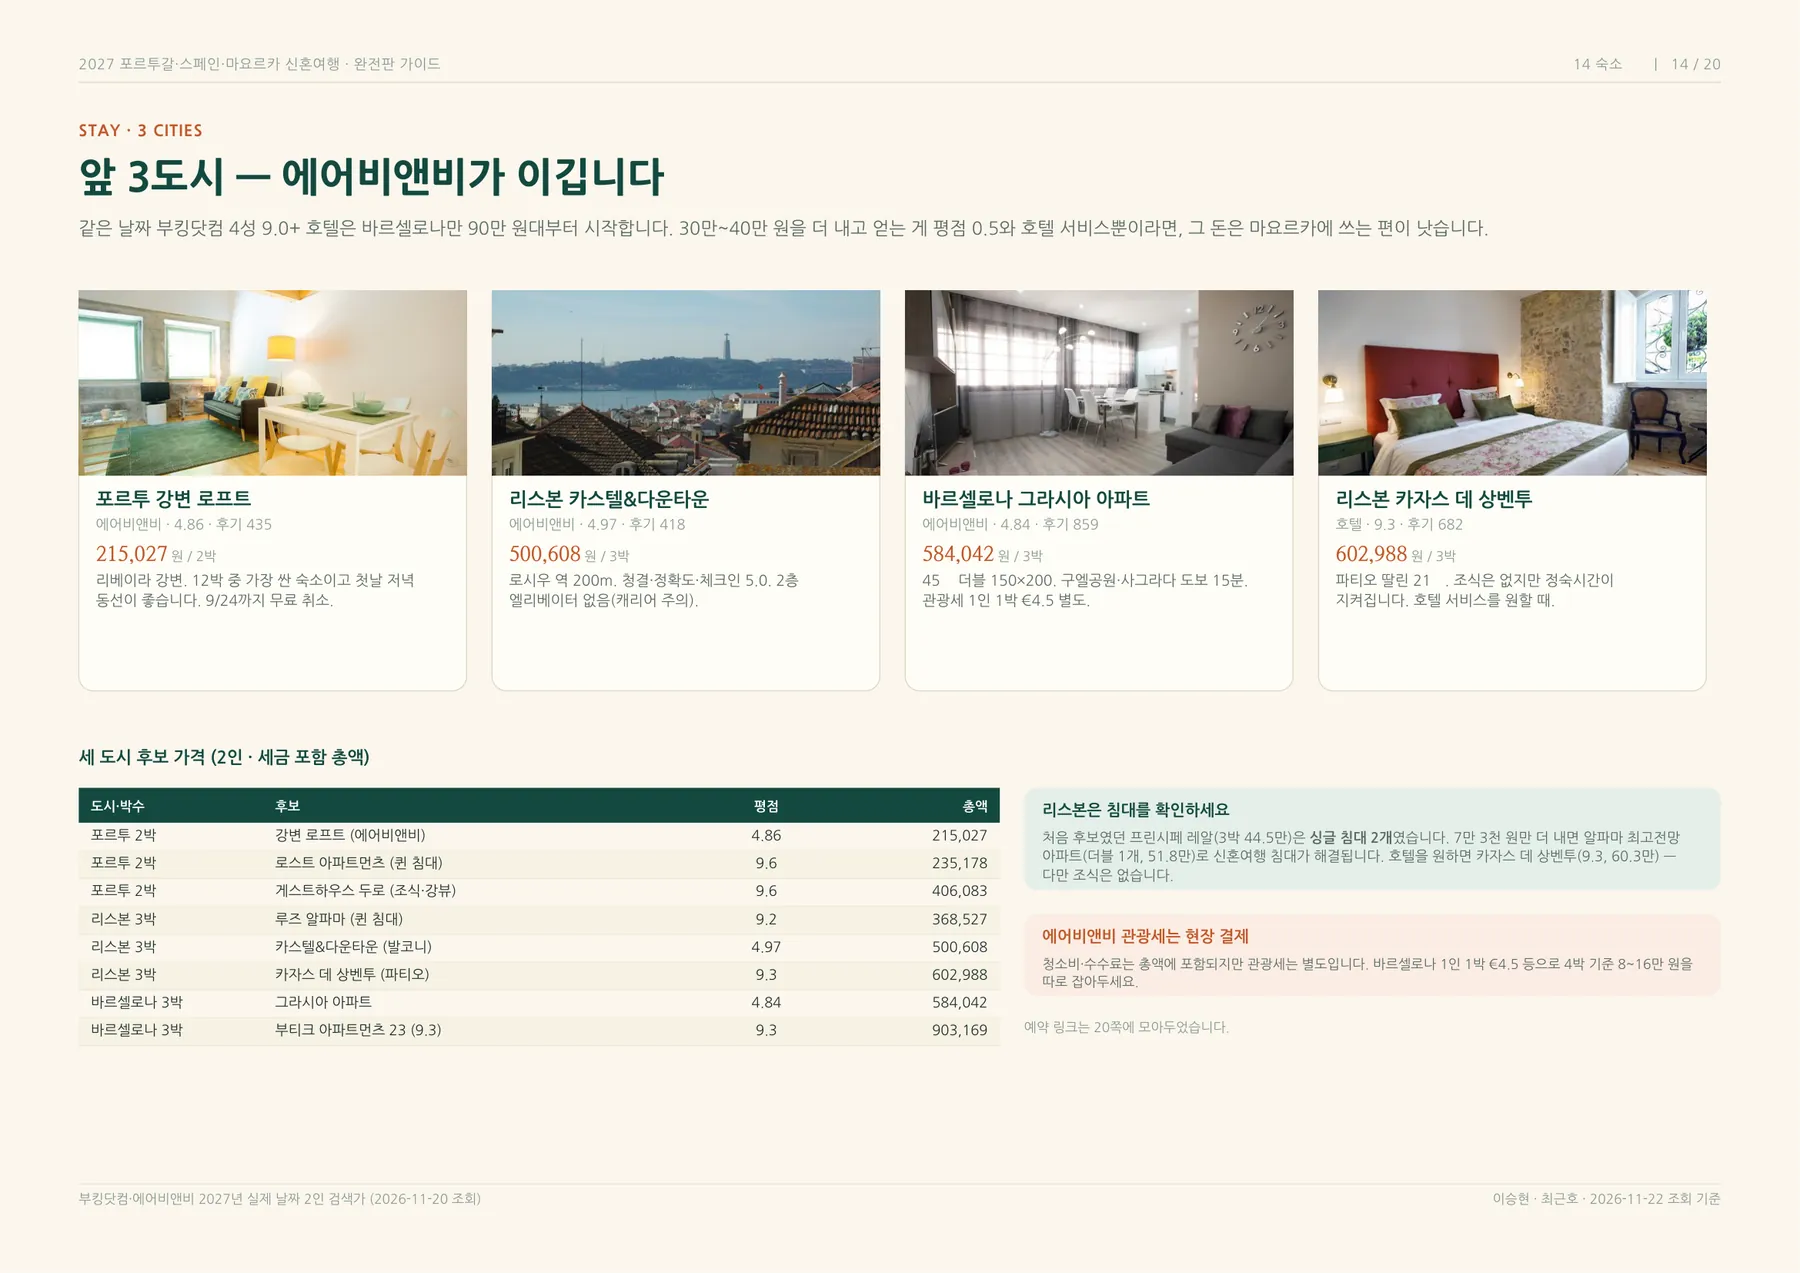 2027 포르투갈·스페인·마요르카 신혼여행 · 완전판 가이드
14 숙소 | 14 / 20
STAY · 3 CITIES
앞 3도시 — 에어비앤비가 이깁니다
같은 날짜 부킹닷컴 4성 9.0+ 호텔은 바르셀로나만 90만 원대부터 시작합니다. 30만~40만 원을 더 내고 얻는 게 평점 0.5와 호텔 서비스뿐이라면, 그 돈은 마요르카에 쓰는 편이 낫습니다.
포르투 강변 로프트
에어비앤비 · 4.86 · 후기 435
215,027 원 / 2박
리베이라 강변. 12박 중 가장 싼 숙소이고 첫날 저녁
동선이 좋습니다. 9/24까지 무료 취소.
리스본 카스텔&다운타운
에어비앤비 · 4.97 · 후기 418
500,608 원 / 3박
로시우 역 200m. 청결·정확도·체크인 5.0. 2층
엘리베이터 없음(캐리어 주의).
바르셀로나 그라시아 아파트
에어비앤비 · 4.84 · 후기 859
584,042 원 / 3박
45 더블 150×200. 구엘공원·사그라다 도보 15분.
관광세 1인 1박 €4.5 별도.
리스본 카자스 데 상벤투
호텔 · 9.3 · 후기 682
602,988 원 / 3박
파티오 딸린 21 . 조식은 없지만 정숙시간이
지켜집니다. 호텔 서비스를 원할 때.
세 도시 후보 가격 (2인 · 세금 포함 총액)
도시·박수 후보 평점 총액
포르투 2박 강변 로프트 (에어비앤비) 4.86 215,027
포르투 2박 로스트 아파트먼츠 (퀸 침대) 9.6 235,178
포르투 2박 게스트하우스 두로 (조식·강뷰) 9.6 406,083
리스본 3박 루즈 알파마 (퀸 침대) 9.2 368,527
리스본 3박 카스텔&다운타운 (발코니) 4.97 500,608
리스본 3박 카자스 데 상벤투 (파티오) 9.3 602,988
바르셀로나 3박 그라시아 아파트 4.84 584,042
바르셀로나 3박 부티크 아파트먼츠 23 (9.3) 9.3 903,169
리스본은 침대를 확인하세요
처음 후보였던 프린시페 레알(3박 44.5만)은 싱글 침대 2개였습니다. 7만 3천 원만 더 내면 알파마 최고전망
아파트(더블 1개, 51.8만)로 신혼여행 침대가 해결됩니다. 호텔을 원하면 카자스 데 상벤투(9.3, 60.3만) —
다만 조식은 없습니다.
에어비앤비 관광세는 현장 결제
청소비·수수료는 총액에 포함되지만 관광세는 별도입니다. 바르셀로나 1인 1박 €4.5 등으로 4박 기준 8~16만 원을
따로 잡아두세요.
예약 링크는 20쪽에 모아두었습니다.
부킹닷컴·에어비앤비 2027년 실제 날짜 2인 검색가 (2026-11-20 조회)
이승현 · 최근호 · 2026-11-22 조회 기준